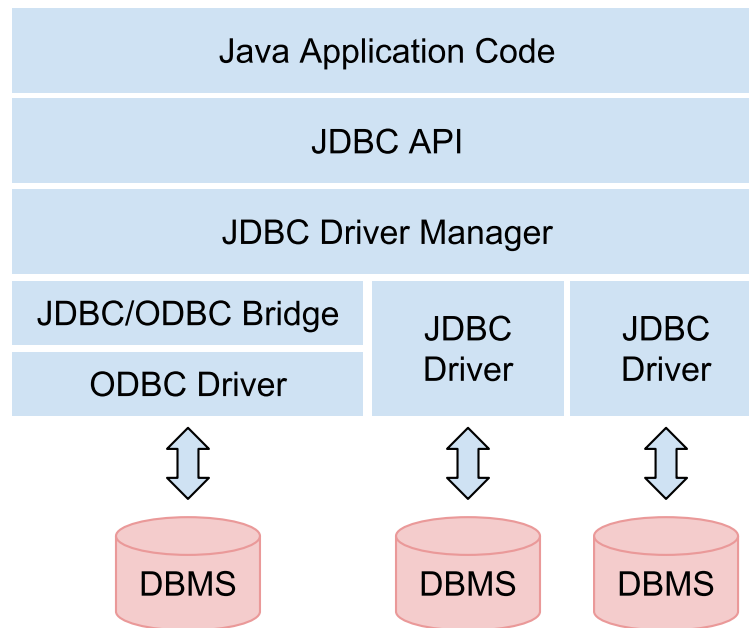 Java Application Code
JDBC API
JDBC Driver Manager
JDBC/ODBC Bridge
ODBC Driver
JDBC
Driver
JDBC
Driver
DBMS
DBMS
DBMS